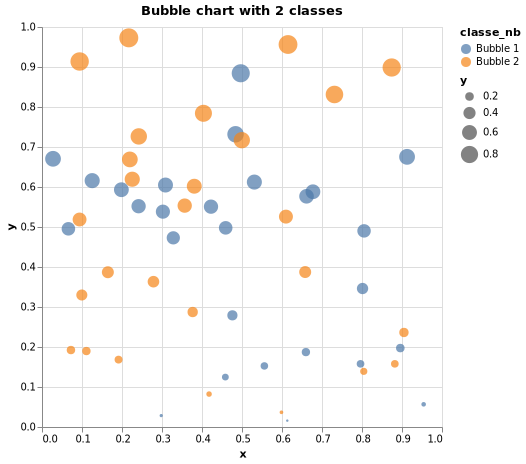 Bubble chart with 2 classes
1.0
0.9
0.8
0.7
0.6
0.5
0.4
0.3
0.2
0.1
0.0
y
0.0 0.1 0.2 0.3 0.4 0.5 0.6 0.7 0.8 0.9 1.0
x
classe_nb
Bubble 1
Bubble 2
y
0.2
0.4
0.6
0.8